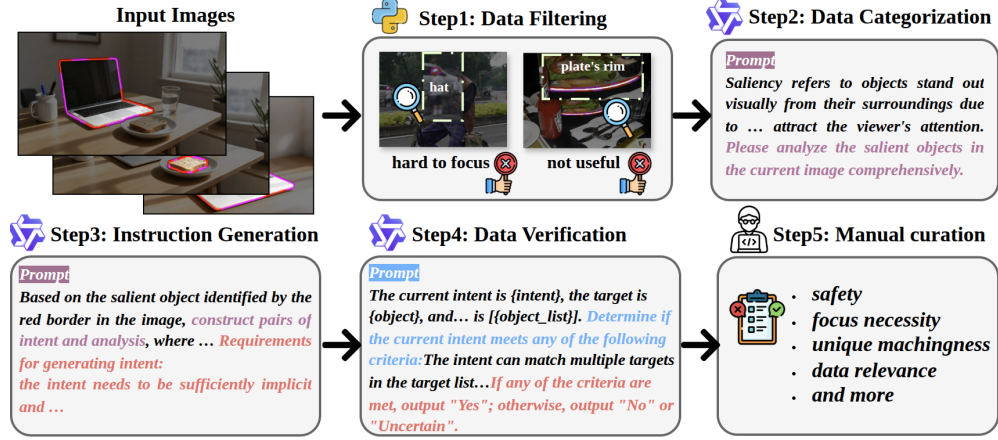 Input Images
Step1: Data Filtering
hat
plate's rim
hard to focus
not useful
Step2: Data Categorization
Prompt
Saliency refers to objects stand out
visually from their surroundings due
to … attract the viewer's attention.
Please analyze the salient objects in
the current image comprehensively.
Step3: Instruction Generation
Prompt
Based on the salient object identified by the
red border in the image, construct pairs of
intent and analysis, where … Requirements
for generating intent:
the intent needs to be sufficiently implicit
and …
Step4: Data Verification
Prompt
The current intent is {intent}, the target is
{object}, and… is [{object_list}]. Determine if
the current intent meets any of the following
criteria:The intent can match multiple targets
in the target list…If any of the criteria are
met, output "Yes"; otherwise, output "No" or
"Uncertain".
Step5: Manual curation
</>
• safety
• focus necessity
• unique machingness
• data relevance
• and more